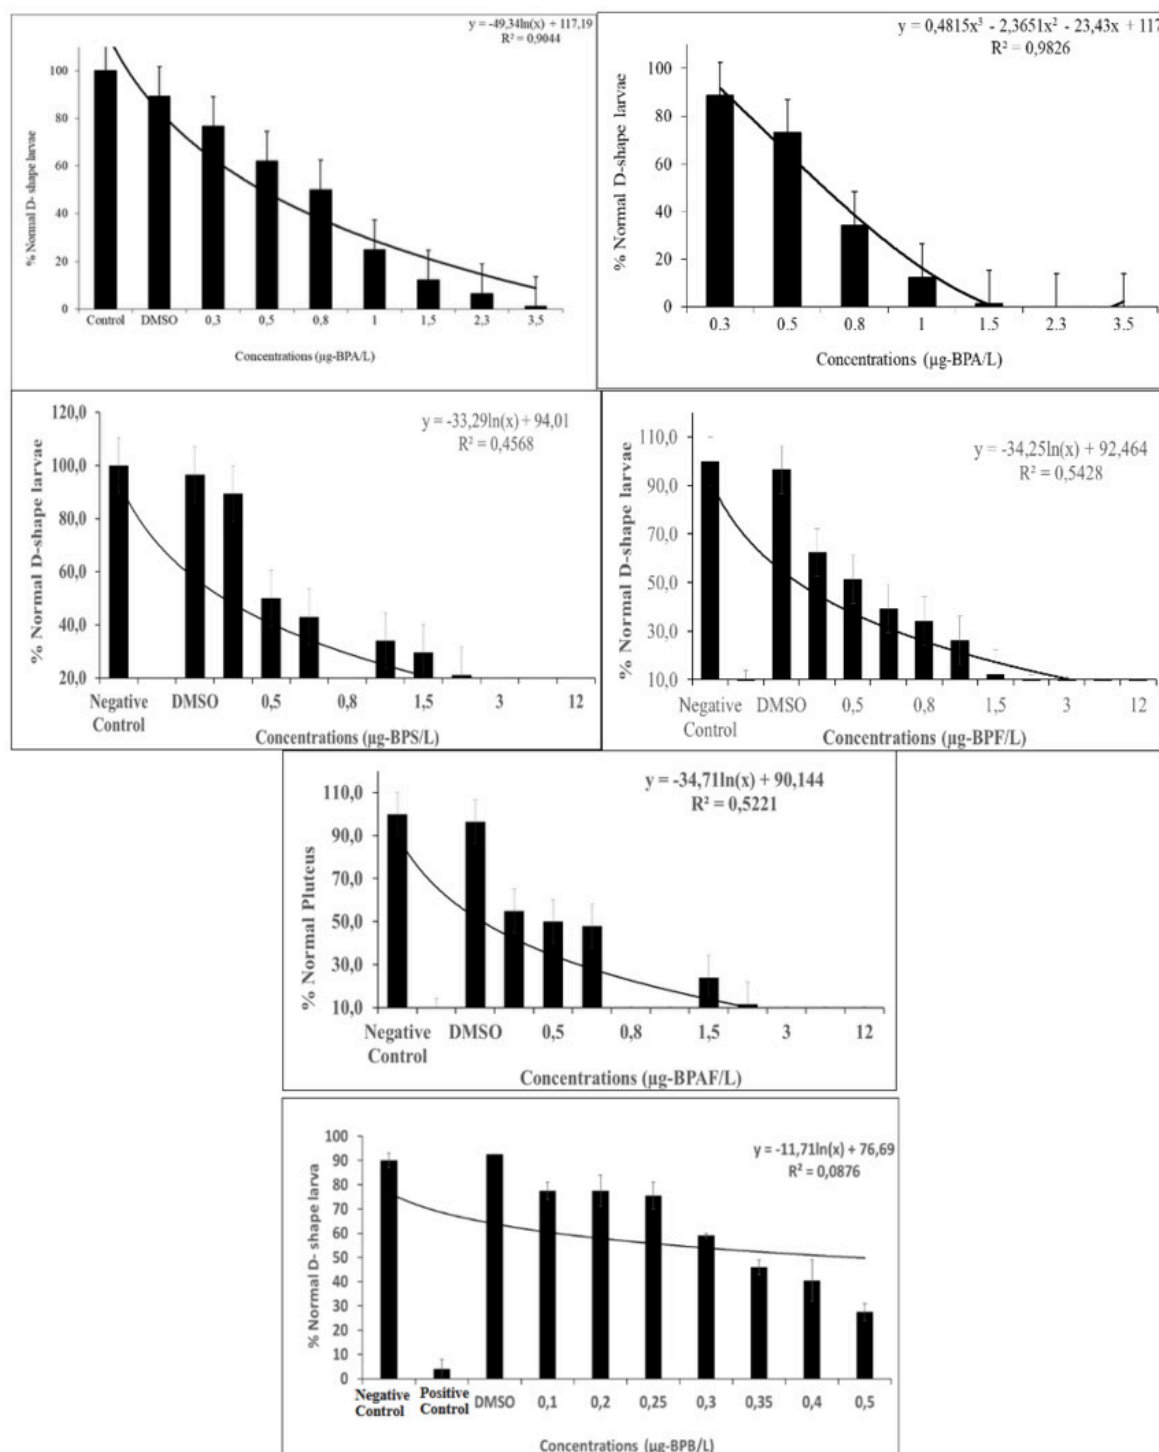 y = -49,34ln(x) + 117,19
R² = 0,9044
100
80
60
40
20
0
% Normal D- shape larvae
Control DMSO 0,3 0,5 0,8 1 1,5 2,3 3,5
Concentrations (µg-BPA/L)
y = 0,4815x³ - 2,3651x² - 23,43x + 117
R² = 0,9826
100
80
60
40
20
0
% Normal D-shape larvae
0.3 0.5 0.8 1 1.5 2.3 3.5
Concentrations (µg-BPA/L)
y = -33,29ln(x) + 94,01
R² = 0,4568
120,0
100,0
80,0
60,0
40,0
20,0
% Normal D-shape larvae
Negative DMSO 0,5 0,8 1,5 3 12
Control
Concentrations (µg-BPS/L)
y = -34,25ln(x) + 92,464
R² = 0,5428
110,0
90,0
70,0
50,0
30,0
10,0
% Normal D-shape larvae
Negative DMSO 0,5 0,8 1,5 3 12
Control
Concentrations (µg-BPF/L)
y = -34,71ln(x) + 90,144
R² = 0,5221
110,0
90,0
70,0
50,0
30,0
10,0
% Normal Pluteus
Negative DMSO 0,5 0,8 1,5 3 12
Control
Concentrations (µg-BPAF/L)
y = -11,71ln(x) + 76,69
R² = 0,0876
100
90
80
70
60
50
40
30
20
10
0
% Normal D- shape larva
Negative Positive DMSO 0,1 0,2 0,25 0,3 0,35 0,4 0,5
Control Control
Concentrations (µg-BPB/L)